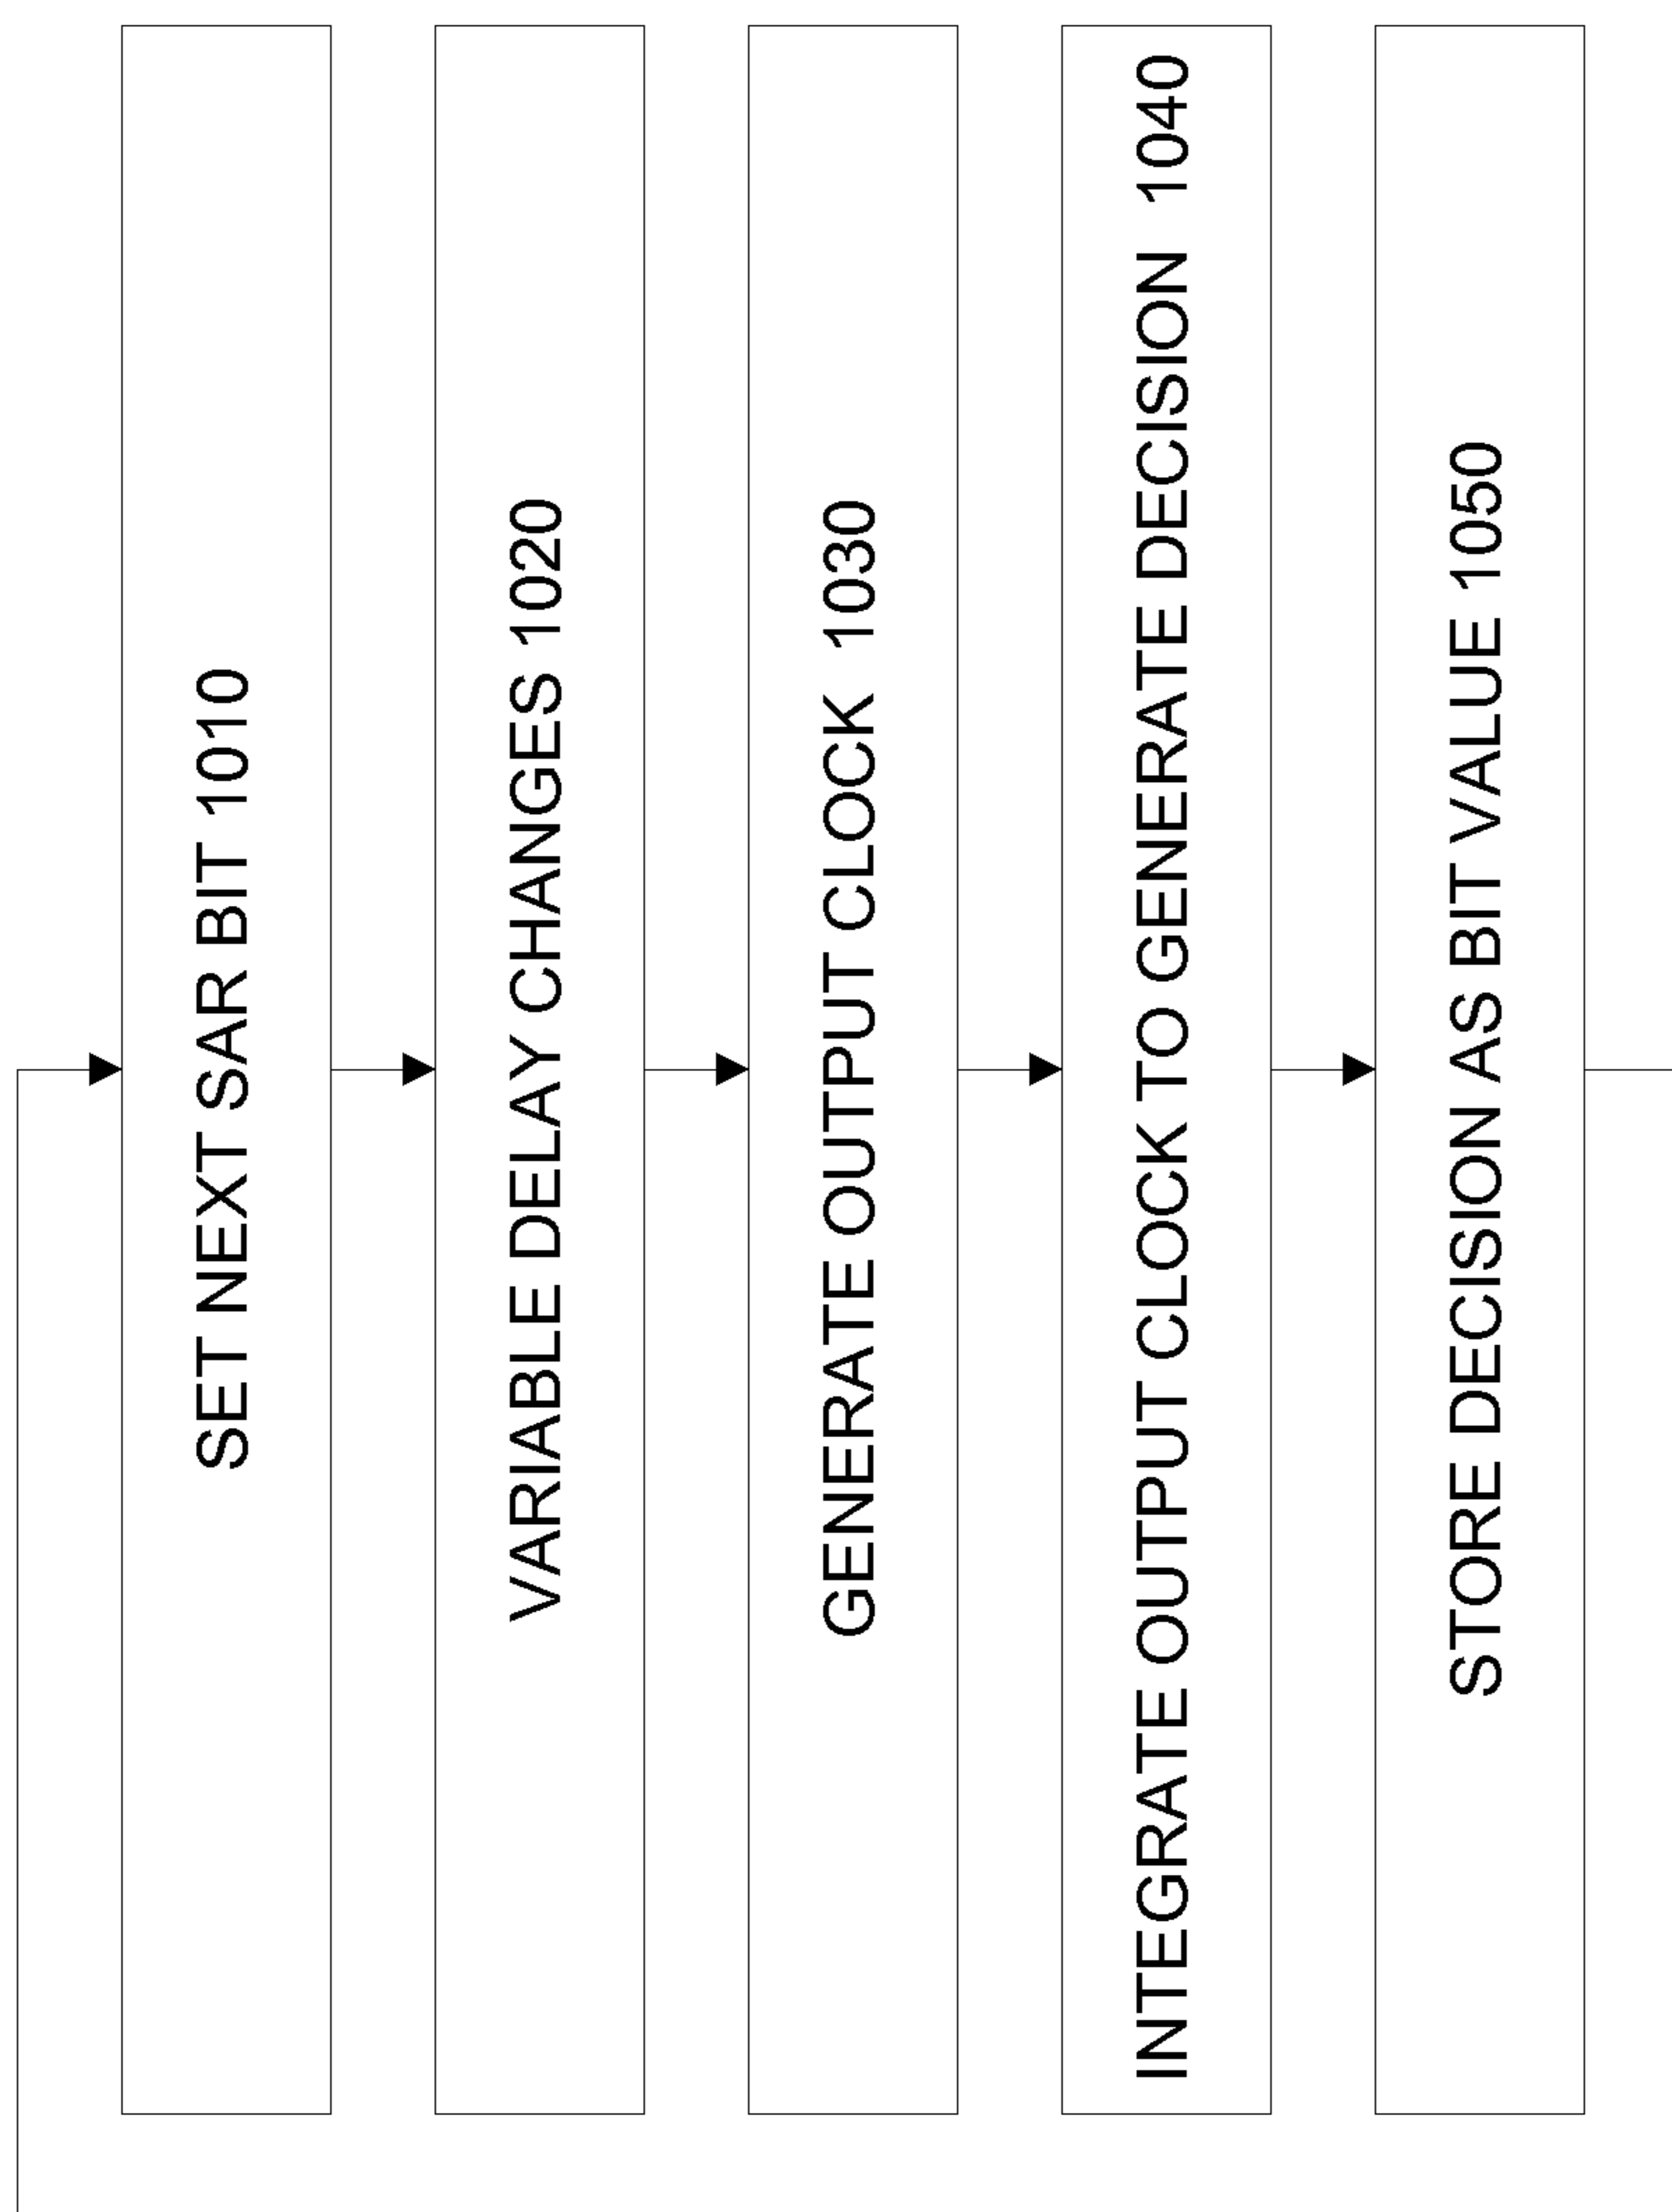 SET NEXT SAR BIT 1010
VARIABLE DELAY CHANGES 1020
GENERATE OUTPUT CLOCK 1030
INTEGRATE OUTPUT CLOCK TO GENERATE DECISION 1040
STORE DECISION AS BIT VALUE 1050